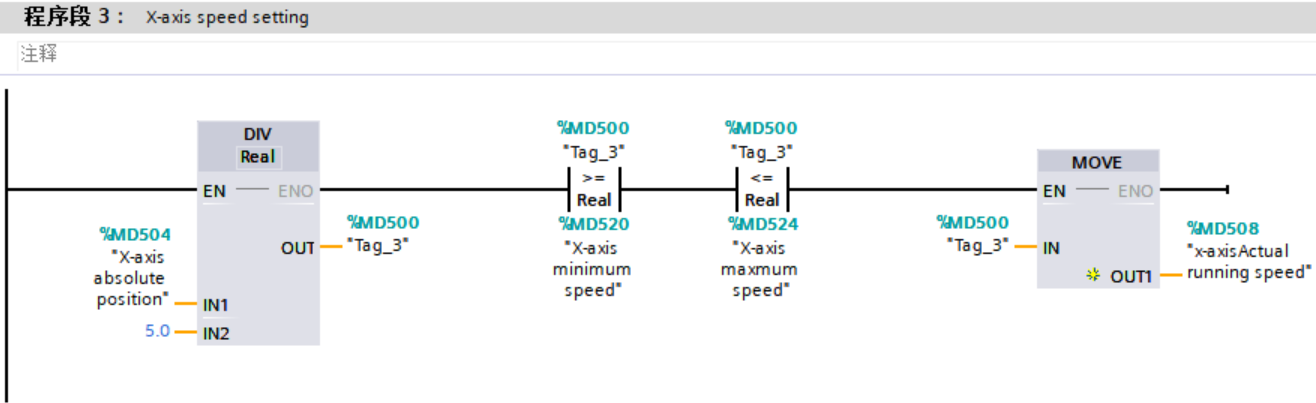 程序段 3： X-axis speed setting
注释
DIV
Real
EN ENO
%MD504
"X-axis
absolute
position"
IN1
5.0
IN2
OUT
%MD500
"Tag_3"
%MD500
"Tag_3"
>=
Real
%MD520
"X-axis
minimum
speed"
%MD500
"Tag_3"
<=
Real
%MD524
"X-axis
maxmum
speed"
MOVE
EN ENO
%MD500
"Tag_3"
IN
OUT1
%MD508
"x-axisActual
running speed"